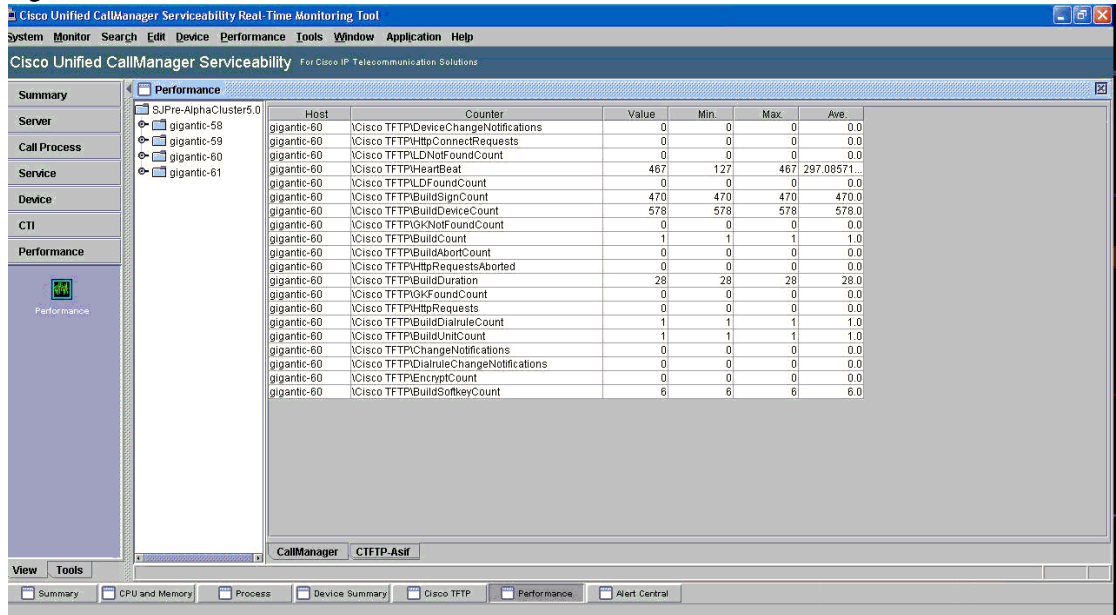 Cisco Unified CallManager Serviceability Real-Time Monitoring Tool
System Monitor Search Edit Device Performance Tools Window Application Help
Cisco Unified CallManager Serviceability For Cisco IP Telecommunication Solutions
Summary
Server
Call Process
Service
Device
CTI
Performance
Performance
Performance
SJPre-AlphaCluster5.0
gigantic-58
gigantic-59
gigantic-60
gigantic-61
Host Counter Value Min. Max. Ave.
gigantic-60 \Cisco TFTP\DeviceChangeNotifications 0 0 0 0.0
gigantic-60 \Cisco TFTP\HttpConnectRequests 0 0 0 0.0
gigantic-60 \Cisco TFTP\LDNotFoundCount 0 0 0 0.0
gigantic-60 \Cisco TFTP\HeartBeat 467 127 467 297.08571...
gigantic-60 \Cisco TFTP\LDFoundCount 0 0 0 0.0
gigantic-60 \Cisco TFTP\BuildSignCount 470 470 470 470.0
gigantic-60 \Cisco TFTP\BuildDeviceCount 578 578 578 578.0
gigantic-60 \Cisco TFTP\GKNotFoundCount 0 0 0 0.0
gigantic-60 \Cisco TFTP\BuildCount 1 1 1 1.0
gigantic-60 \Cisco TFTP\BuildAbortCount 0 0 0 0.0
gigantic-60 \Cisco TFTP\HttpRequestsAborted 0 0 0 0.0
gigantic-60 \Cisco TFTP\BuildDuration 28 28 28 28.0
gigantic-60 \Cisco TFTP\GKFoundCount 0 0 0 0.0
gigantic-60 \Cisco TFTP\HttpRequests 0 0 0 0.0
gigantic-60 \Cisco TFTP\BuildDialruleCount 1 1 1 1.0
gigantic-60 \Cisco TFTP\BuildUnitCount 1 1 1 1.0
gigantic-60 \Cisco TFTP\ChangeNotifications 0 0 0 0.0
gigantic-60 \Cisco TFTP\DialruleChangeNotifications 0 0 0 0.0
gigantic-60 \Cisco TFTP\EncryptCount 0 0 0 0.0
gigantic-60 \Cisco TFTP\BuildSoftkeyCount 6 6 6 6.0
CallManager CTFTP-Asif
View Tools
Summary CPU and Memory Process Device Summary Cisco TFTP Performance Alert Central